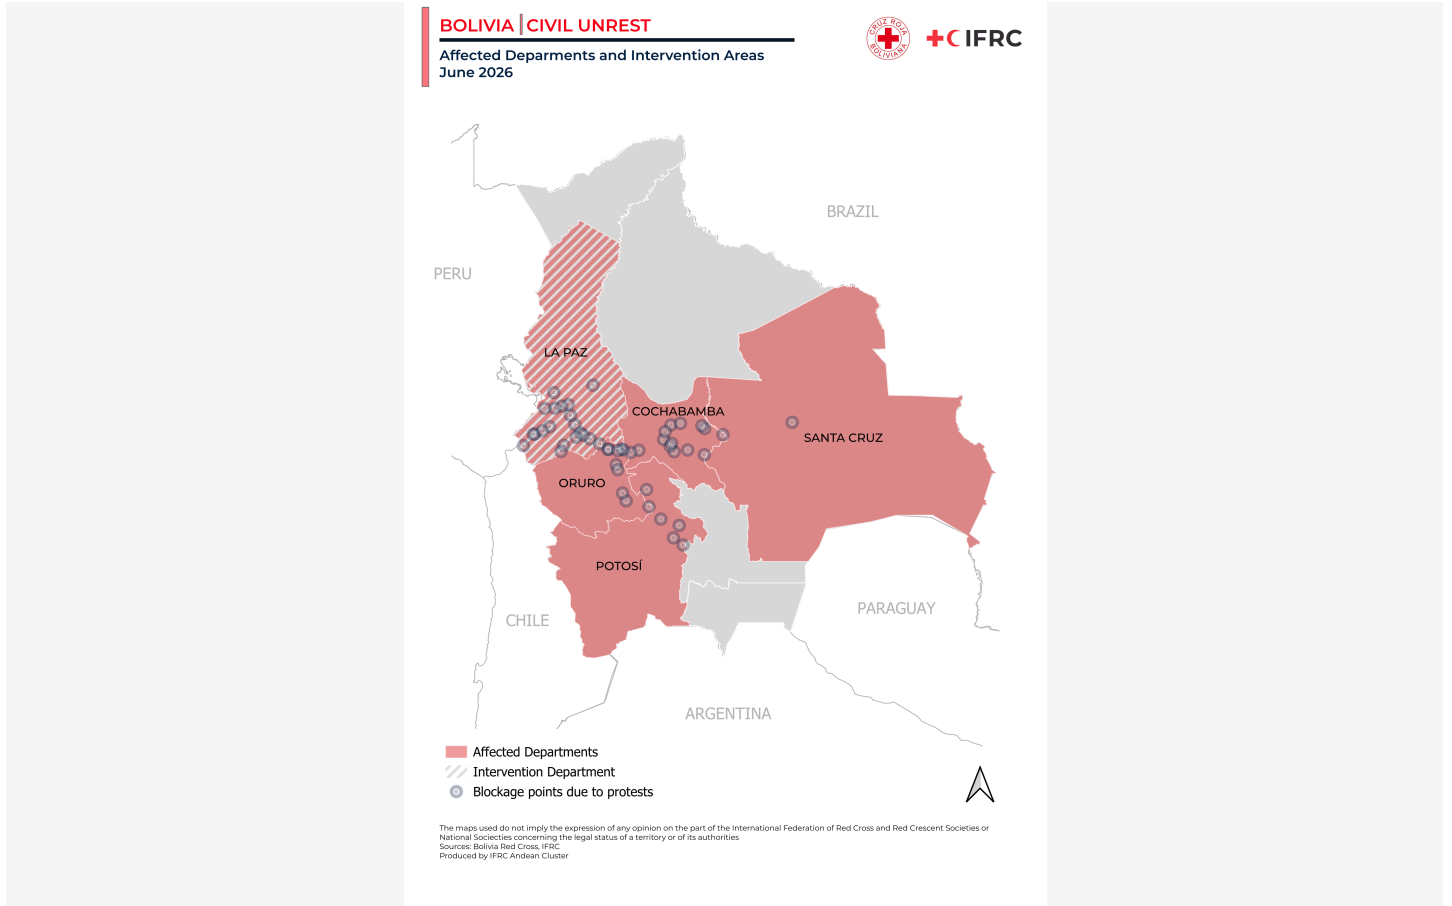 BOLIVIA | CIVIL UNREST
Affected Deparments and Intervention Areas
June 2026
CRUZ ROJA
BOLIVIANA
IFRC
BRAZIL
PERU
LA PAZ
COCHABAMBA
SANTA CRUZ
ORURO
POTOSÍ
PARAGUAY
CHILE
ARGENTINA
Affected Departments
Intervention Department
Blockage points due to protests
The maps used do not imply the expression of any opinion on the part of the International Federation of Red Cross and Red Crescent Societies or
National Sociecties concerning the legal status of a territory or of its authorities
Sources: Bolivia Red Cross, IFRC
Produced by IFRC Andean Cluster